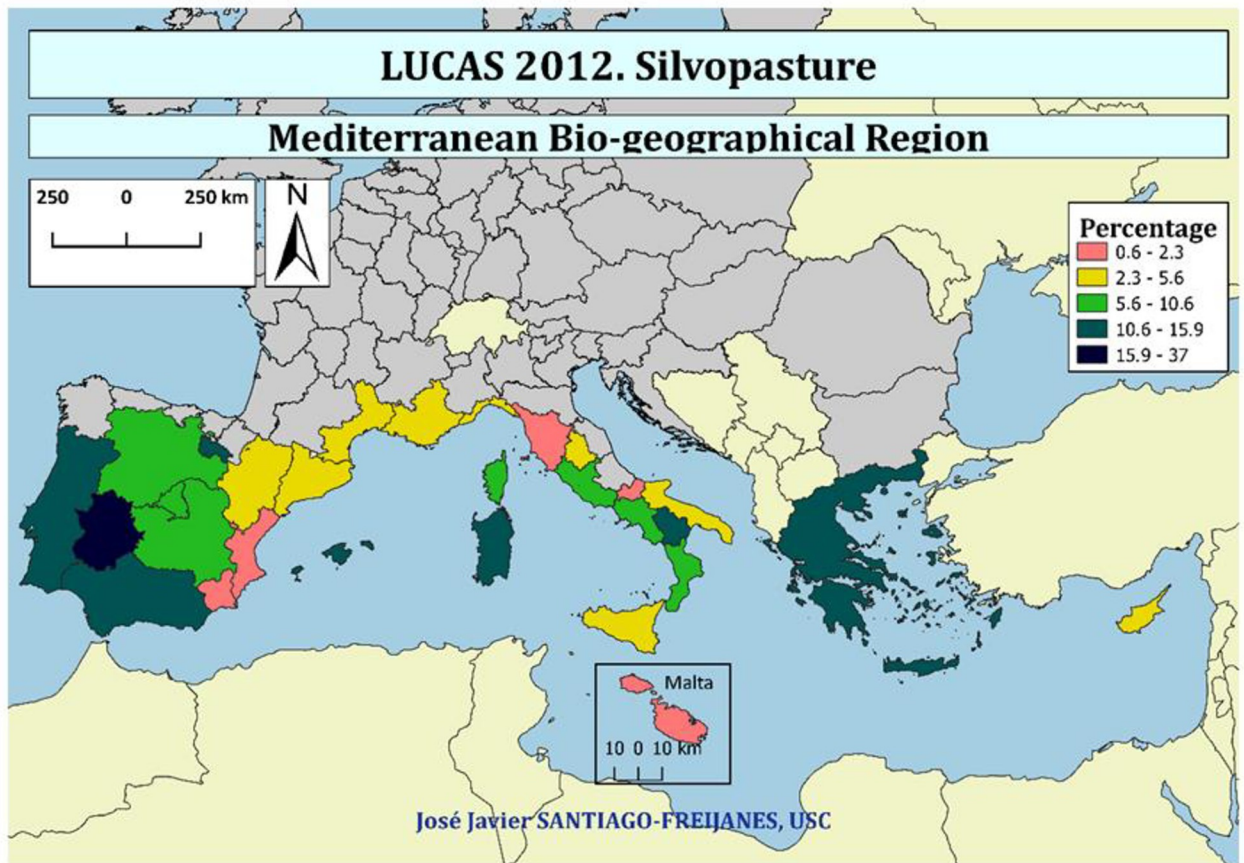 LUCAS 2012. Silvopasture
Mediterranean Bio-geographical Region
250 0 250 km
N
Percentage
0.6 - 2.3
2.3 - 5.6
5.6 - 10.6
10.6 - 15.9
15.9 - 37
Malta
10 0 10 km
José Javier SANTIAGO-FREIJANES, USC